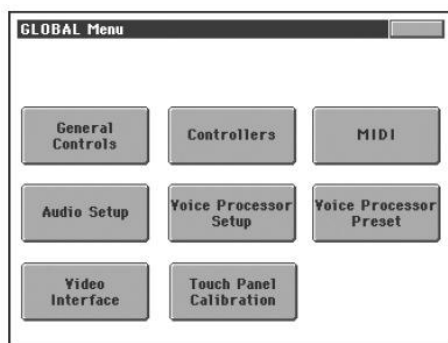 GLOBAL Menu
General
Controls
Controllers
MIDI
Audio Setup
Voice Processor
Setup
Voice Processor
Preset
Video
Interface
Touch Panel
Calibration